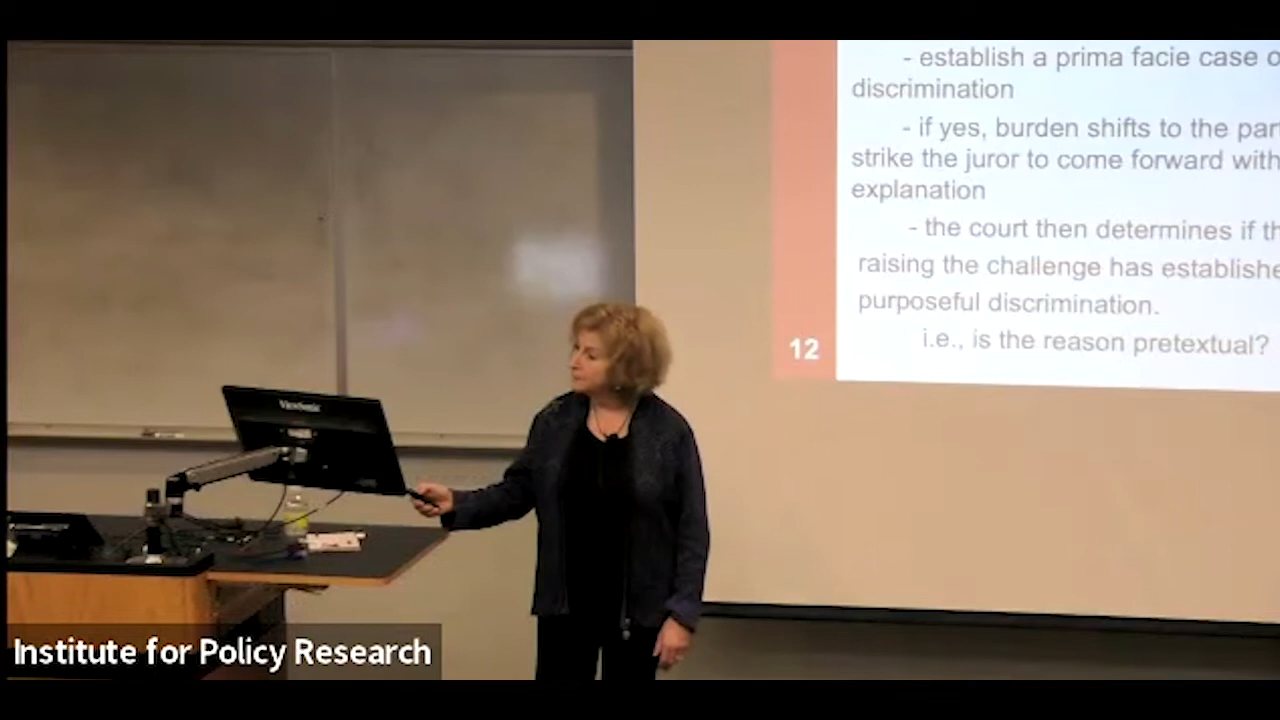 - establish a prima facie case o
discrimination
- if yes, burden shifts to the par
strike the juror to come forward with
explanation
- the court then determines if th
raising the challenge has establishe
purposeful discrimination.
i.e., is the reason pretextual?
12
ViewSonic
Institute for Policy Research